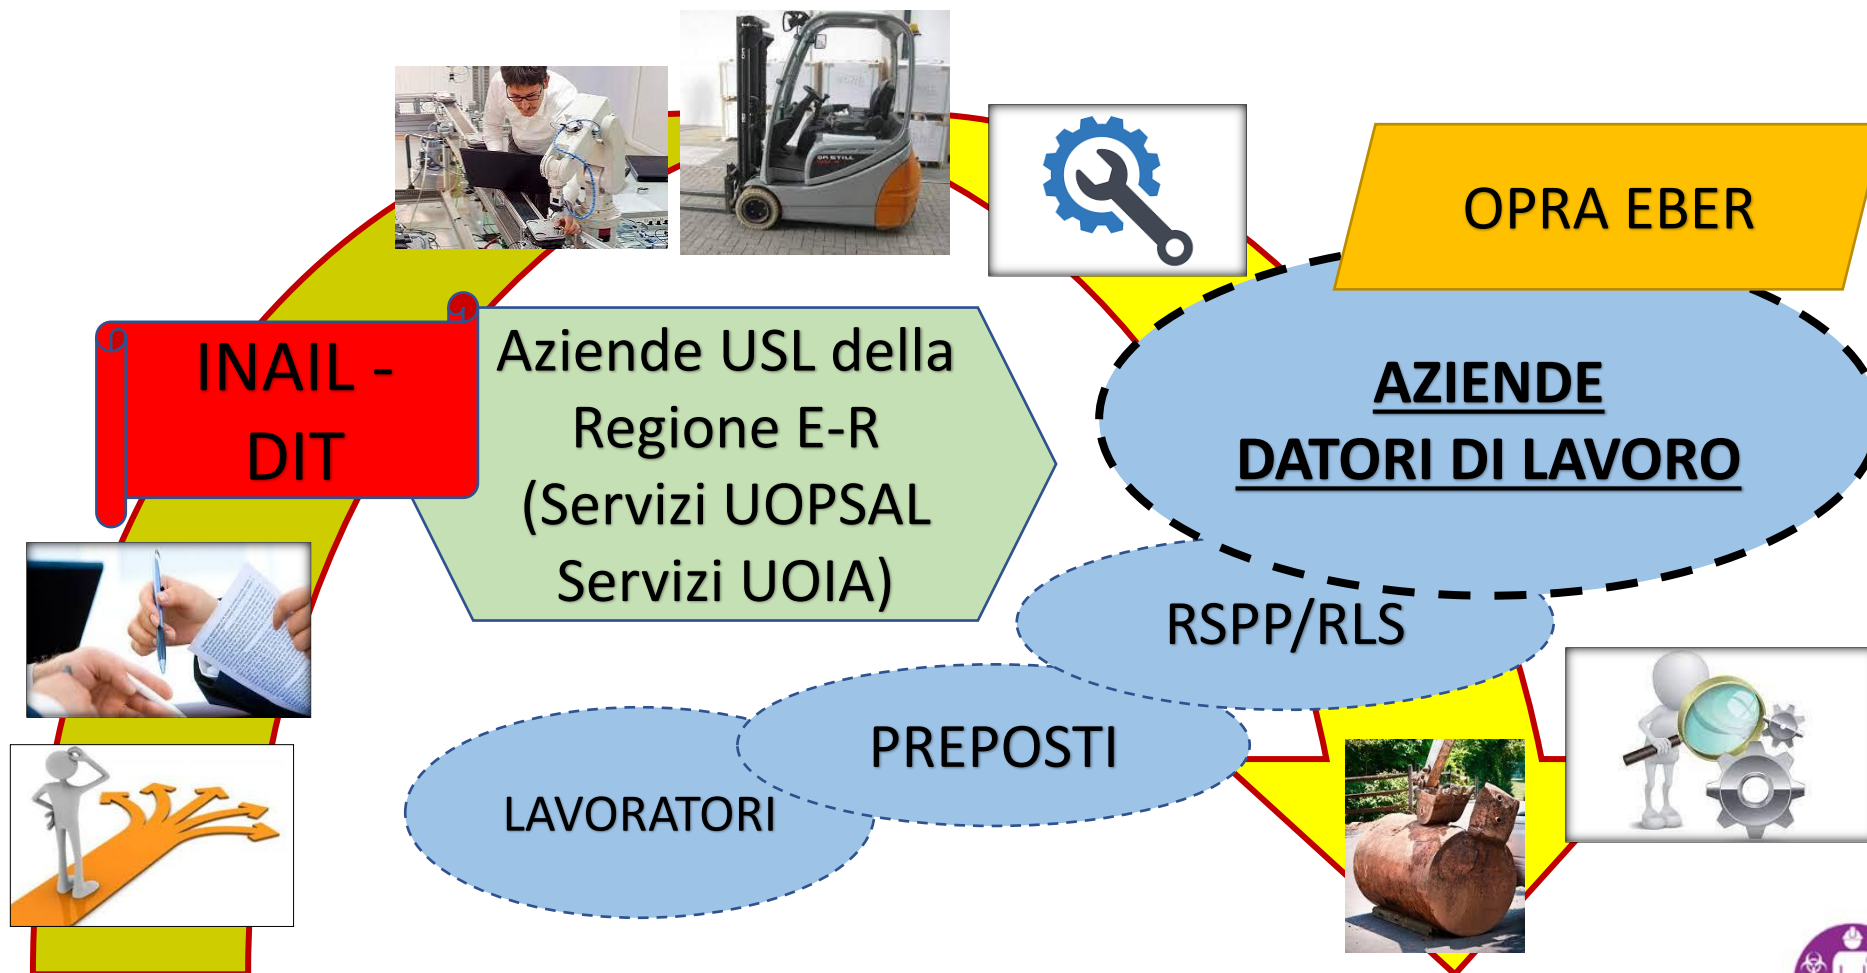 OPRA EBER
INAIL -
DIT
Aziende USL della
Regione E-R
(Servizi UOPSAL
Servizi UOIA)
AZIENDE
DATORI DI LAVORO
RSPP/RLS
PREPOSTI
LAVORATORI
STILL